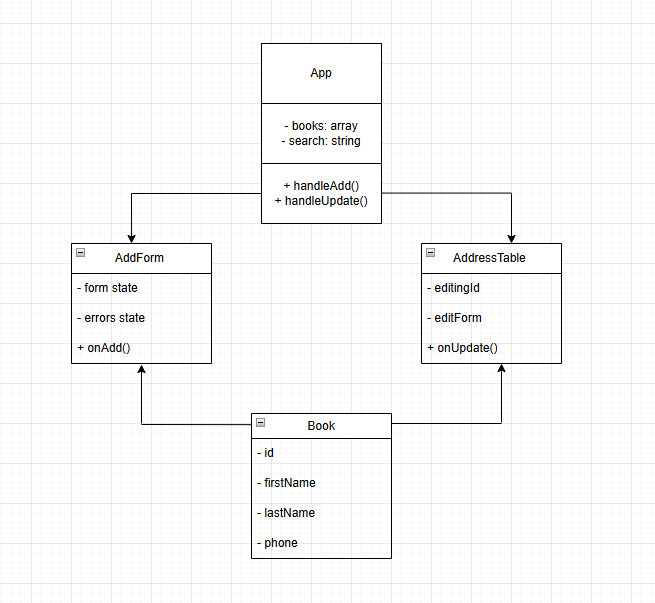 App
- books: array
- search: string
+ handleAdd()
+ handleUpdate()
AddForm
- form state
- errors state
+ onAdd()
AddressTable
- editingId
- editForm
+ onUpdate()
Book
- id
- firstName
- lastName
- phone